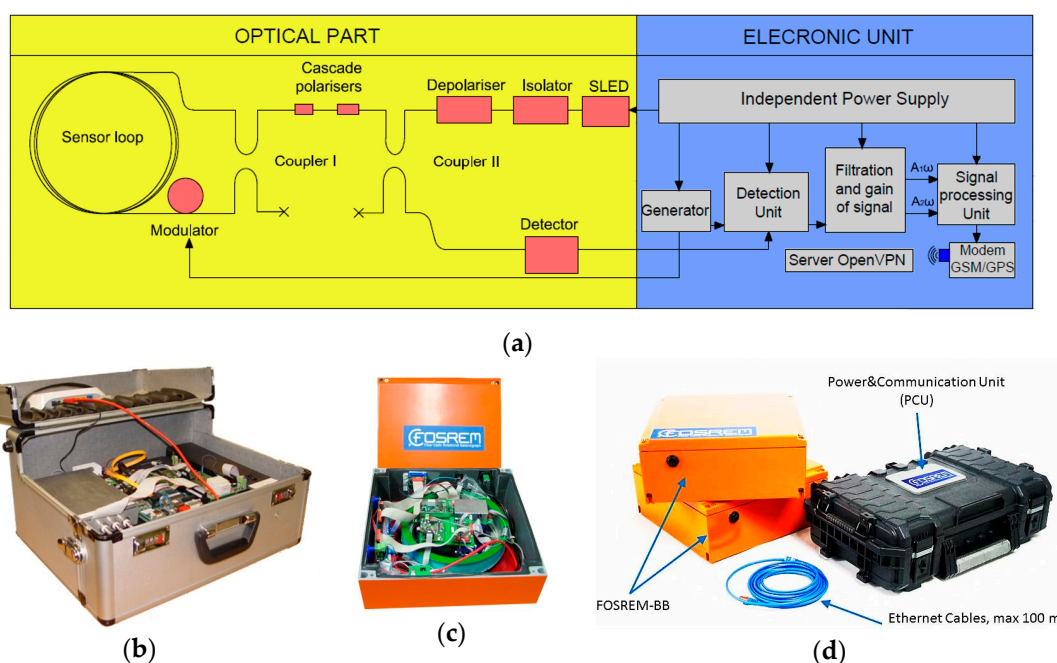 OPTICAL PART
ELECRONIC UNIT
Cascade
polarisers
Depolariser
Isolator
SLED
Independent Power Supply
Sensor loop
Coupler I
Coupler II
Modulator
Detector
Generator
Detection
Unit
Filtration
and gain
of signal
A₁ω
A₂ω
Signal
processing
Unit
Server OpenVPN
Modem
GSM/GPS
(a)
FOSREM
(b)
(c)
Power&Communication Unit
(PCU)
FOSREM
FOSREM
FOSREM-BB
Ethernet Cables, max 100 m
(d)